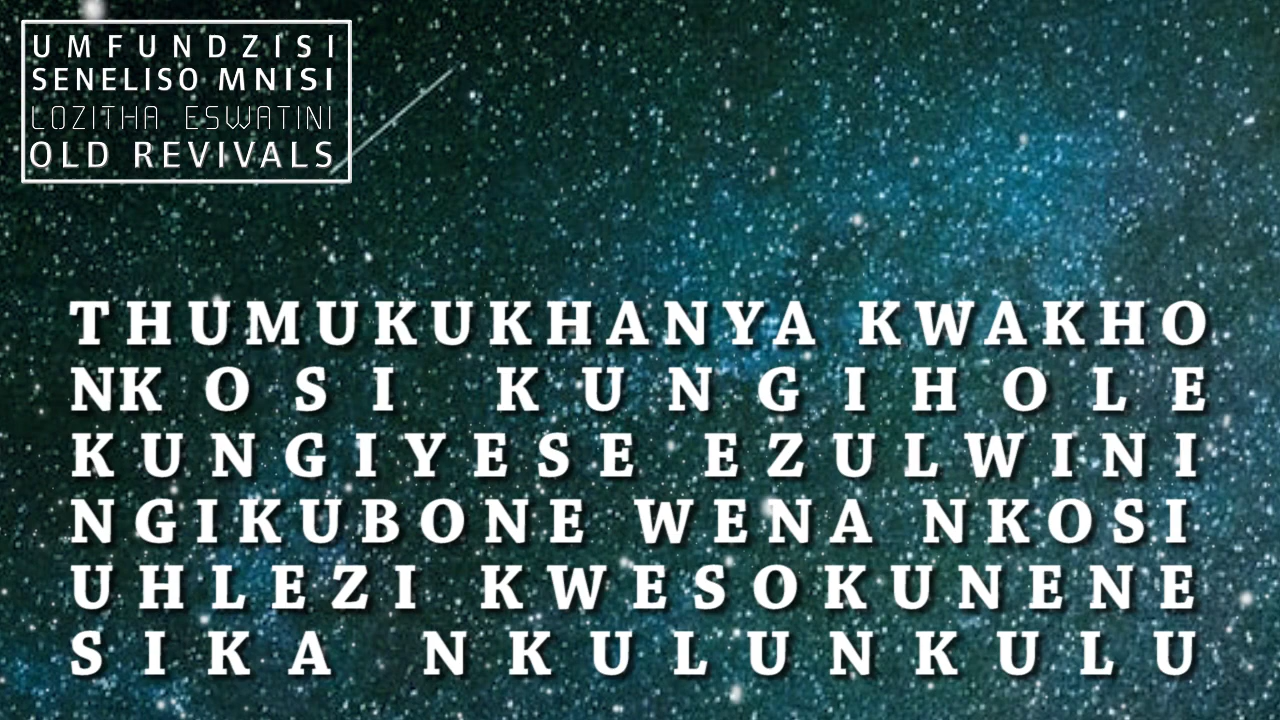 UMFUNDZISI
SENELISO MNISI
LOZITHA ESWATINI
OLD REVIVALS
THUMUKUKHANYA KWAKHO
NKOSI KUNGIHOLE
KUNGIYESE EZULWINI
NGIKUBONE WENA NKOSI
UHLEZI KWESOKUNENE
SIKA NKULUNKULU